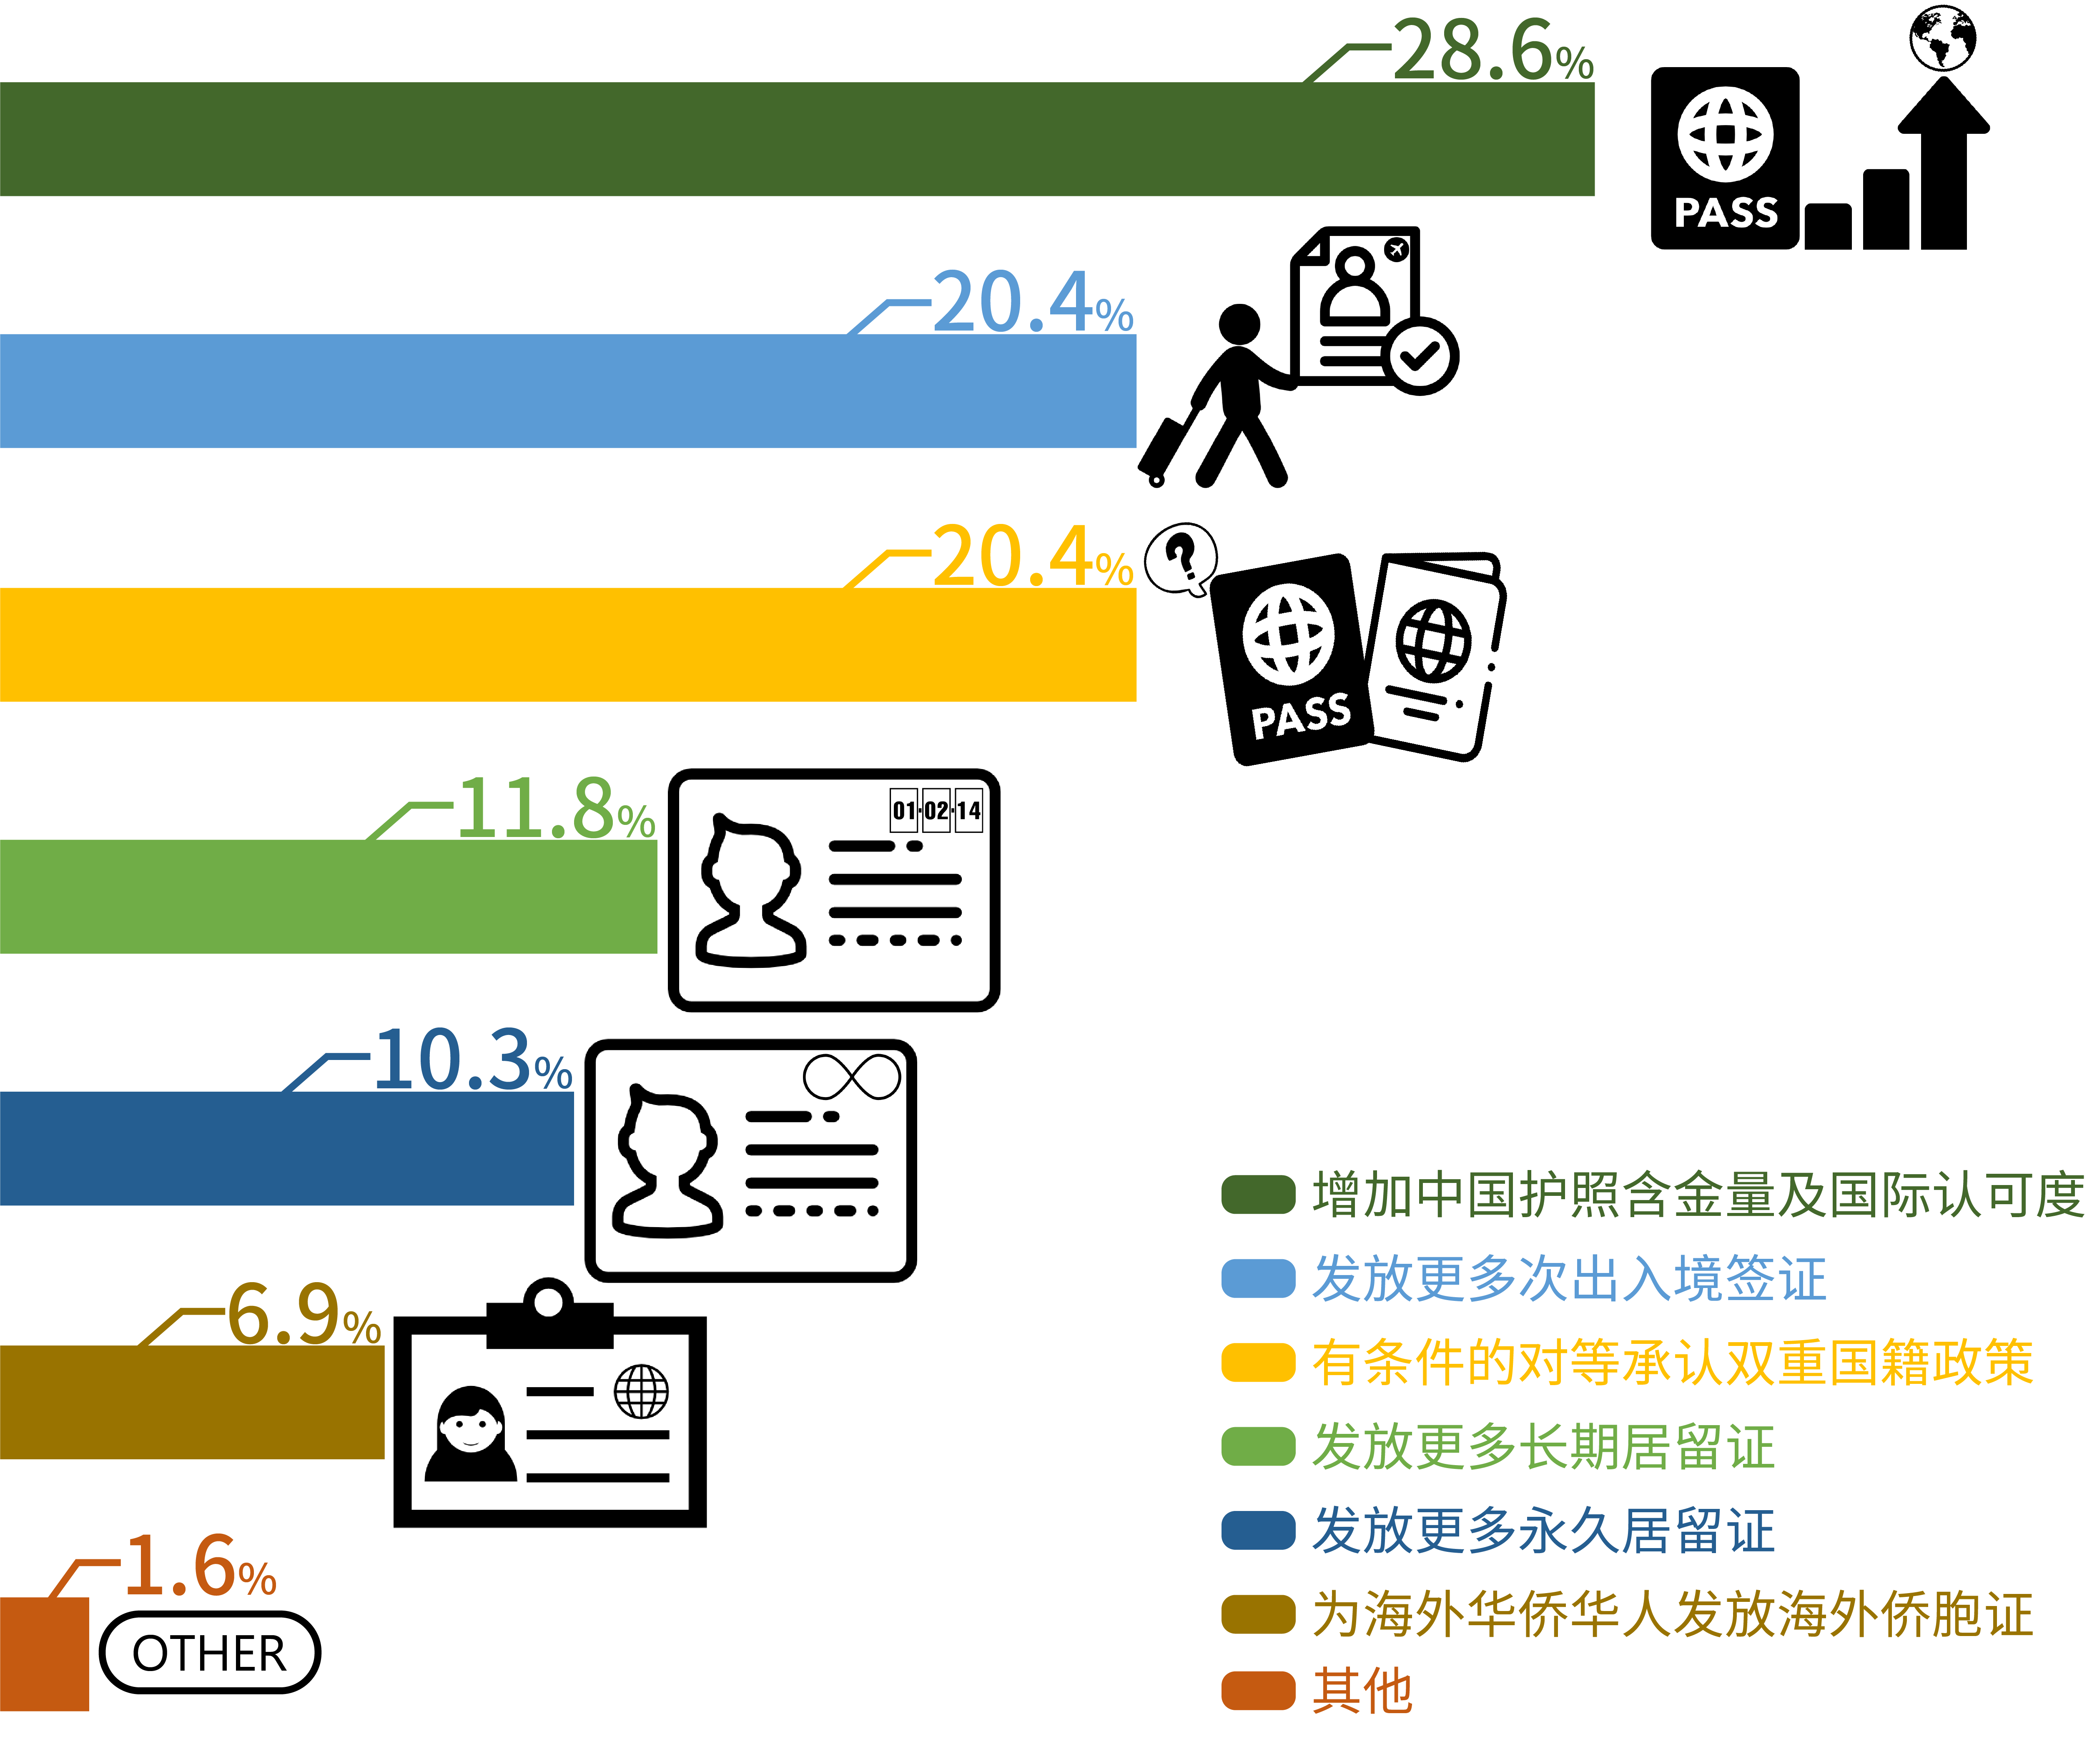 28.6%
PASS
20.4%
20.4%
?
PASS
11.8%
01·02·14
10.3%
6.9%
1.6%
OTHER
增加中国护照含金量及国际认可度
发放更多次出入境签证
有条件的对等承认双重国籍政策
发放更多长期居留证
发放更多永久居留证
为海外华侨华人发放海外侨胞证
其他